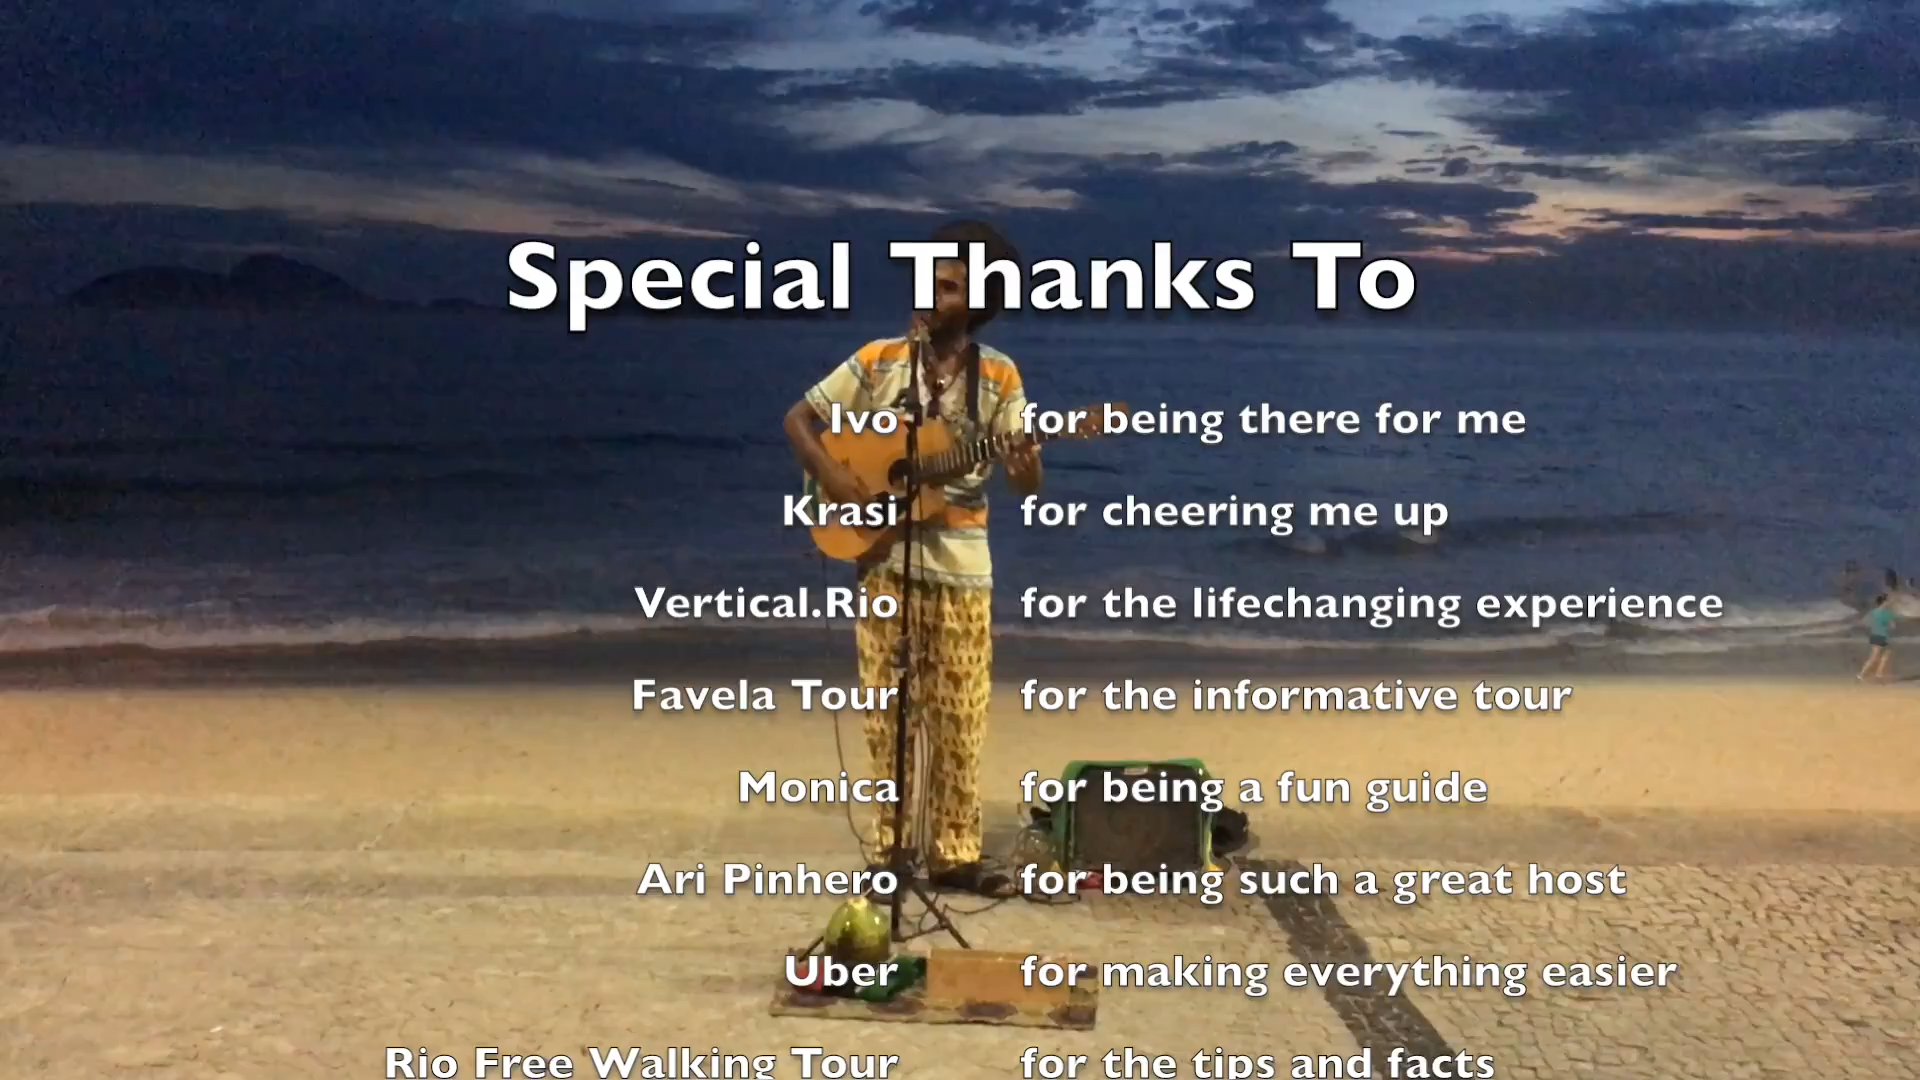 Special Thanks To
Ivo for being there for me
Krasi for cheering me up
Vertical.Rio for the lifechanging experience
Favela Tour for the informative tour
Monica for being a fun guide
Ari Pinhero for being such a great host
Uber for making everything easier
Rio Free Walking Tour for the tips and facts